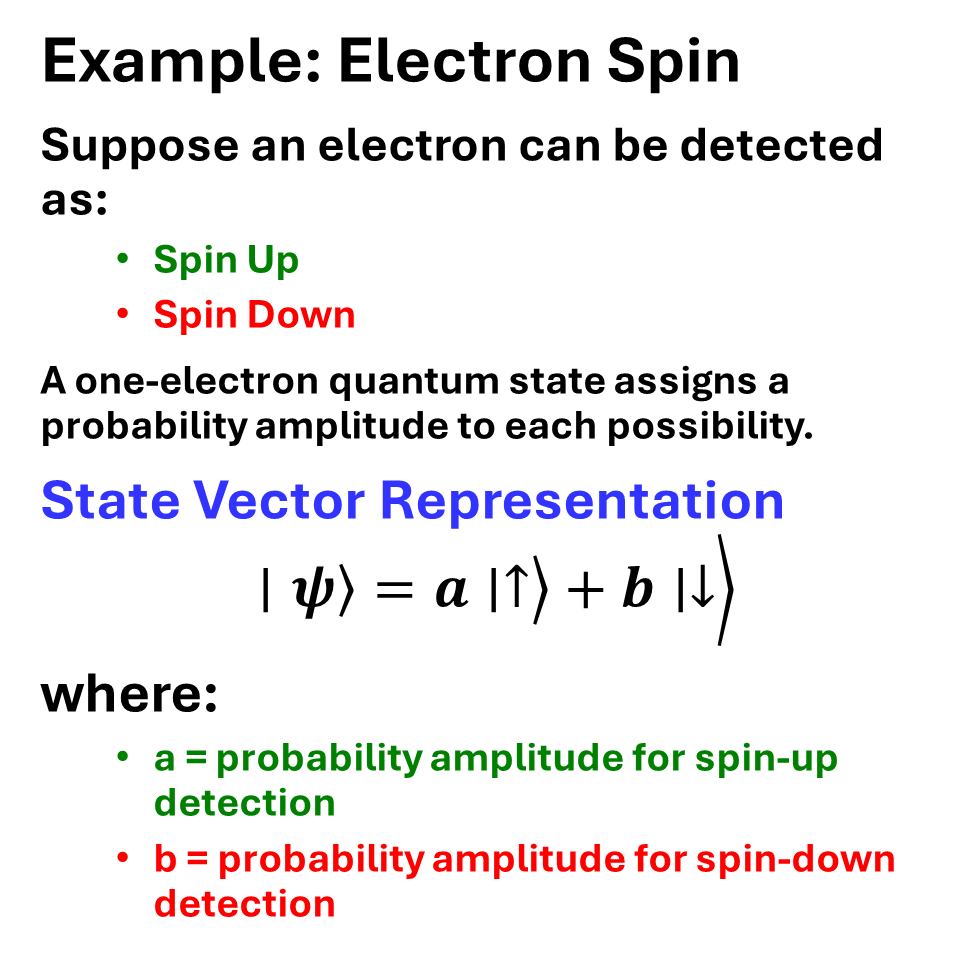 Example: Electron Spin
Suppose an electron can be detected
as:
• Spin Up
• Spin Down
A one-electron quantum state assigns a
probability amplitude to each possibility.
State Vector Representation
| ψ⟩ = a |↑⟩ + b |↓⟩
where:
• a = probability amplitude for spin-up
detection
• b = probability amplitude for spin-down
detection